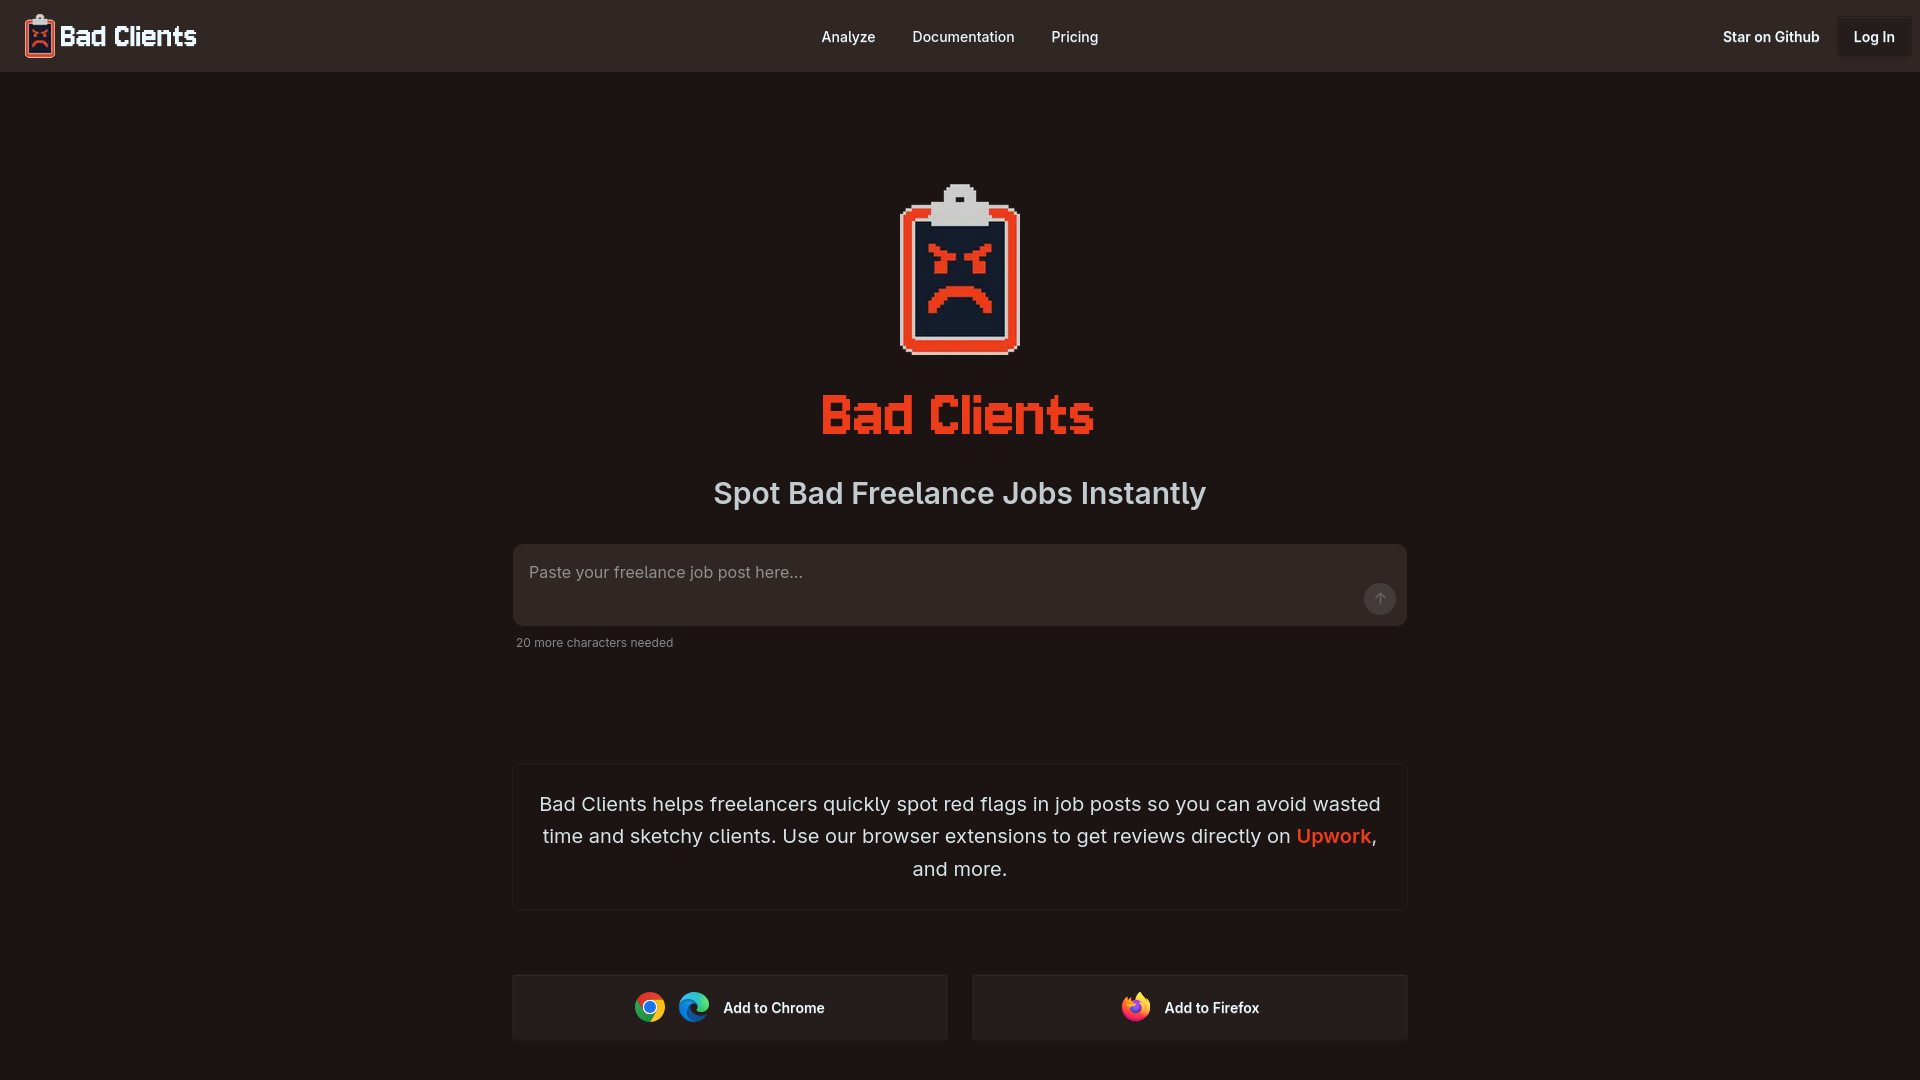 Bad Clients
Analyze
Documentation
Pricing
Star on Github
Log In
Bad Clients
Spot Bad Freelance Jobs Instantly
Paste your freelance job post here...
20 more characters needed
Bad Clients helps freelancers quickly spot red flags in job posts so you can avoid wasted
time and sketchy clients. Use our browser extensions to get reviews directly on Upwork,
and more.
Add to Chrome
Add to Firefox